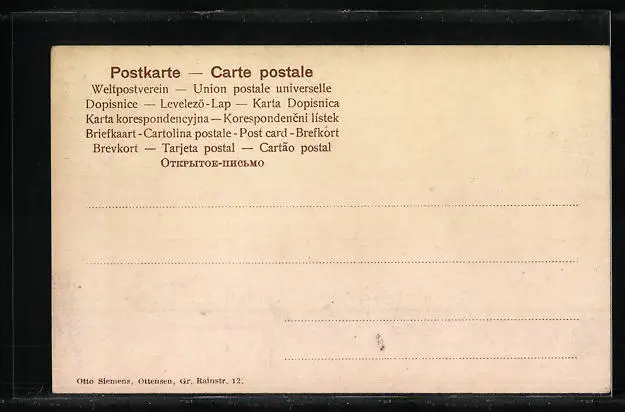 Postkarte — Carte postale
Weltpostverein — Union postale universelle
Dopisnice — Levelezö-Lap — Karta Dopisnica
Karta korespondencyjna — Korespondenční lístek
Briefkaart - Cartolina postale - Post card - Brefkort
Brevkort — Tarjeta postal — Cartão postal
Открытое-письмо
Otto Siemens, Ottensen, Gr. Rainstr. 12.